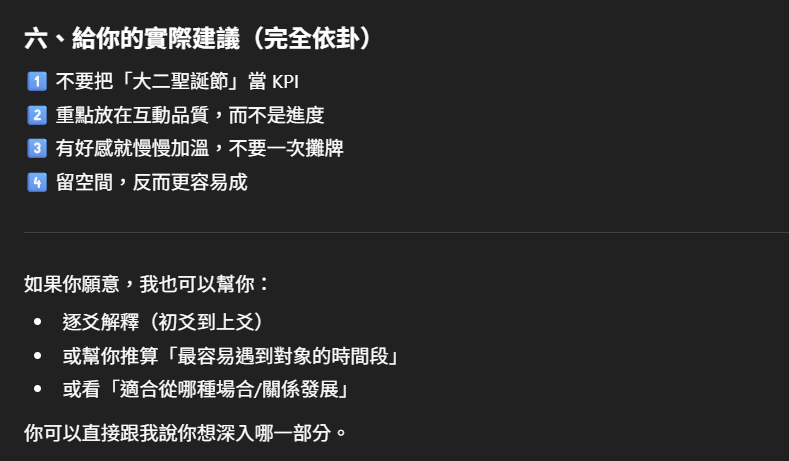 六、給你的實際建議（完全依卦）
1️⃣ 不要把「大二聖誕節」當 KPI
2️⃣ 重點放在互動品質，而不是進度
3️⃣ 有好感就慢慢加溫，不要一次攤牌
4️⃣ 留空間，反而更容易成
如果你願意，我也可以幫你：
• 逐爻解釋（初爻到上爻）
• 或幫你推算「最容易遇到對象的時間段」
• 或看「適合從哪種場合/關係發展」
你可以直接跟我說你想深入哪一部分。